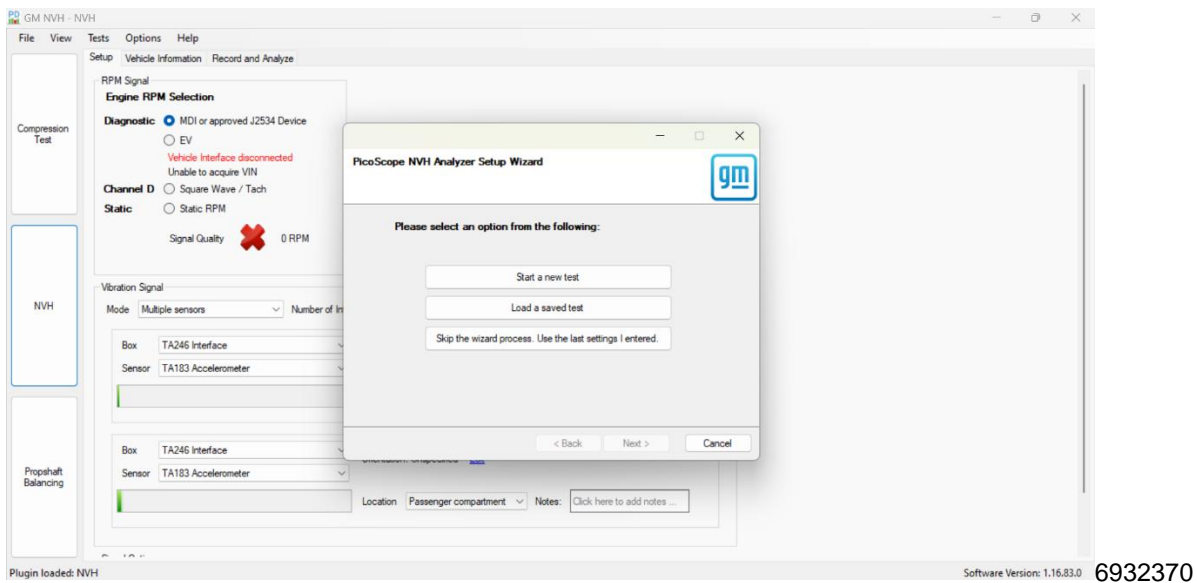 GM NVH - NVH
File View Tests Options Help
Setup Vehicle Information Record and Analyze
RPM Signal
Engine RPM Selection
Diagnostic MDI or approved J2534 Device
EV
Vehicle Interface disconnected
Unable to acquire VIN
Channel D Square Wave / Tach
Static Static RPM
Signal Quality 0 RPM
Compression
Test
NVH
Propshaft
Balancing
Vibration Signal
Mode Multiple sensors Number of In
Box TA246 Interface
Sensor TA183 Accelerometer
Box TA246 Interface
Sensor TA183 Accelerometer
Location Passenger compartment Notes: Click here to add notes ...
PicoScope NVH Analyzer Setup Wizard
gm
Please select an option from the following:
Start a new test
Load a saved test
Skip the wizard process. Use the last settings I entered.
< Back Next > Cancel
Plugin loaded: NVH
Software Version: 1.16.83.0
6932370